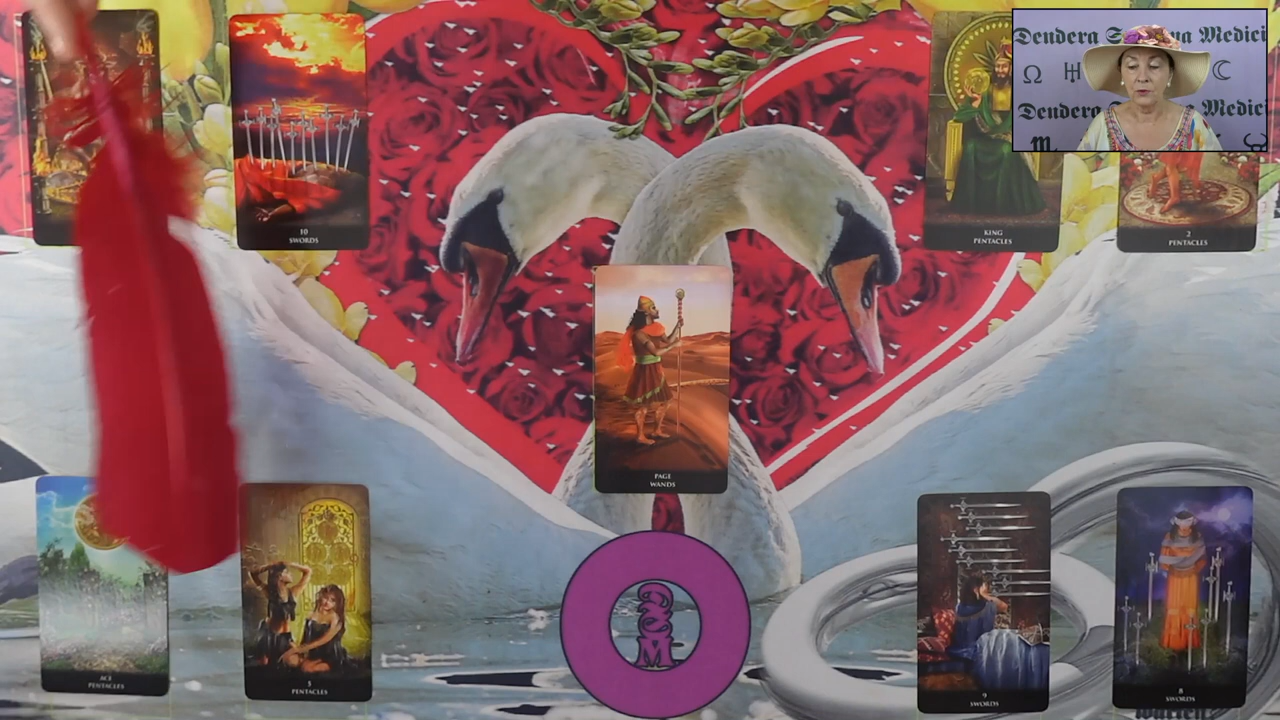 Dendera
Medici
Dendera
Medici
10
SWORDS
KING
PENTACLES
2
PENTACLES
PAGE
WANDS
ACE
PENTACLES
5
PENTACLES
9
SWORDS
8
SWORDS